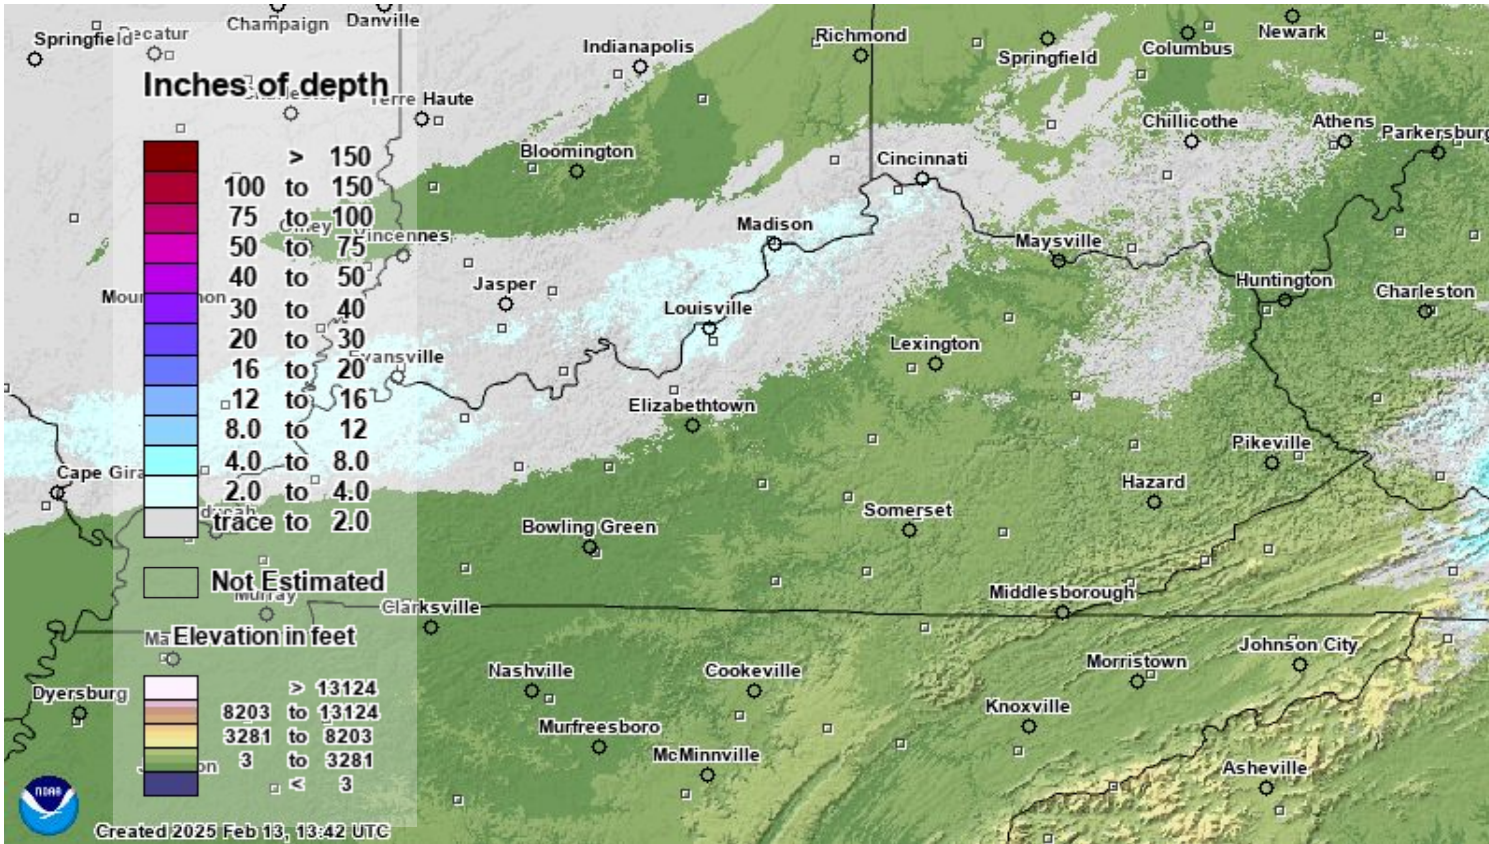 Champaign
Danville
Springfield
Decatur
Indianapolis
Richmond
Springfield
Columbus
Newark
Inches of depth
Charleston
Terre Haute
Bloomington
Cincinnati
Chillicothe
Athens
Parkersburg
> 150
100 to 150
75 to 100
50 to 75
40 to 50
30 to 40
20 to 30
16 to 20
12 to 16
8.0 to 12
4.0 to 8.0
2.0 to 4.0
trace to 2.0
Not Estimated
Olney
Vincennes
Madison
Maysville
Jasper
Louisville
Huntington
Charleston
Evansville
Lexington
Elizabethtown
Pikeville
Cape Gira
Hazard
Bowling Green
Somerset
Murray
Clarksville
Middlesborough
Elevation in feet
> 13124
8203 to 13124
3281 to 8203
3 to 3281
< 3
Dyersburg
Nashville
Cookeville
Morristown
Johnson City
Murfreesboro
Knoxville
McMinnville
Asheville
NOAA
Created 2025 Feb 13, 13:42 UTC